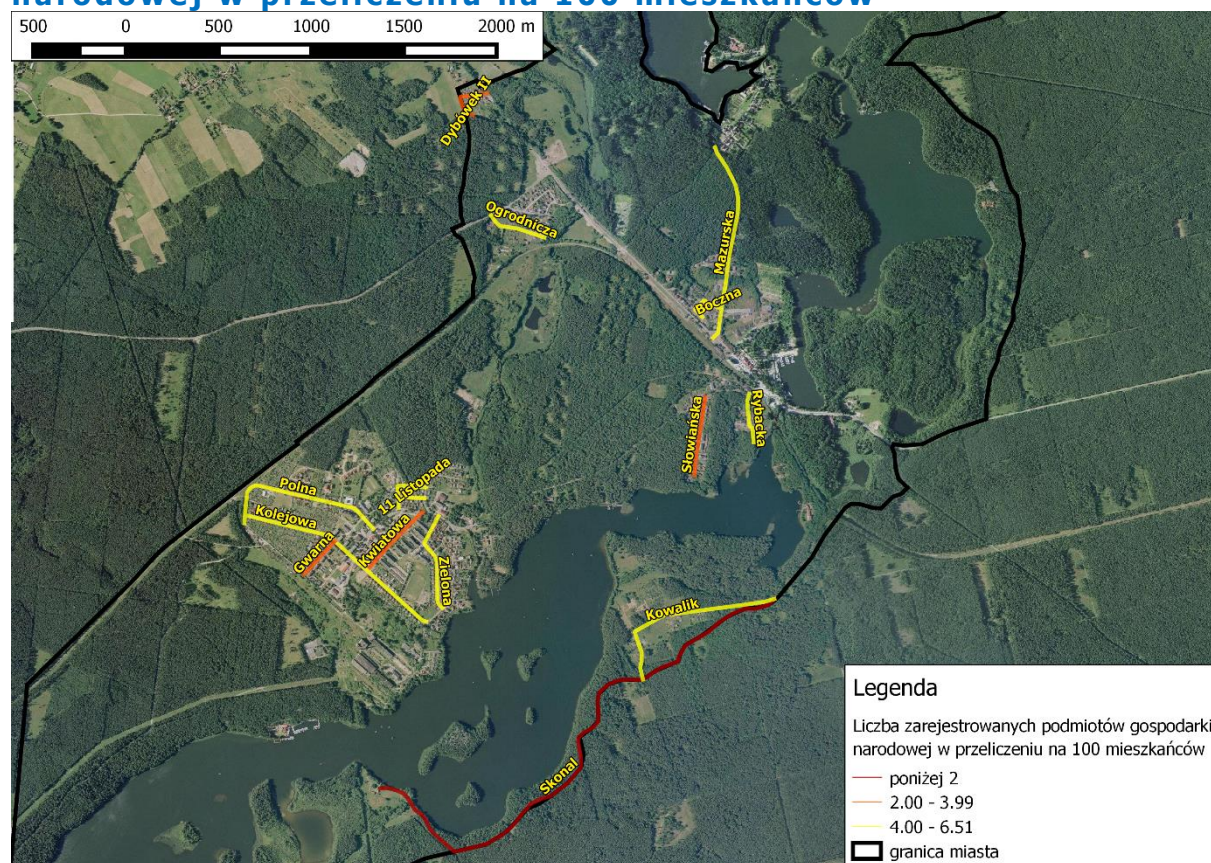 narodowej w przeliczeniu na 100 mieszkańców
500 0 500 1000 1500 2000 m
Dybówek II
Ogrodnicza
Mazurska
Boczna
Słowiańska
Rybacka
Polna
11 Listopada
Kolejowa
Kwiatowa
Gwarna
Zielona
Kowalik
Skonal
Legenda
Liczba zarejestrowanych podmiotów gospodarki
narodowej w przeliczeniu na 100 mieszkańców
poniżej 2
2.00 - 3.99
4.00 - 6.51
granica miasta